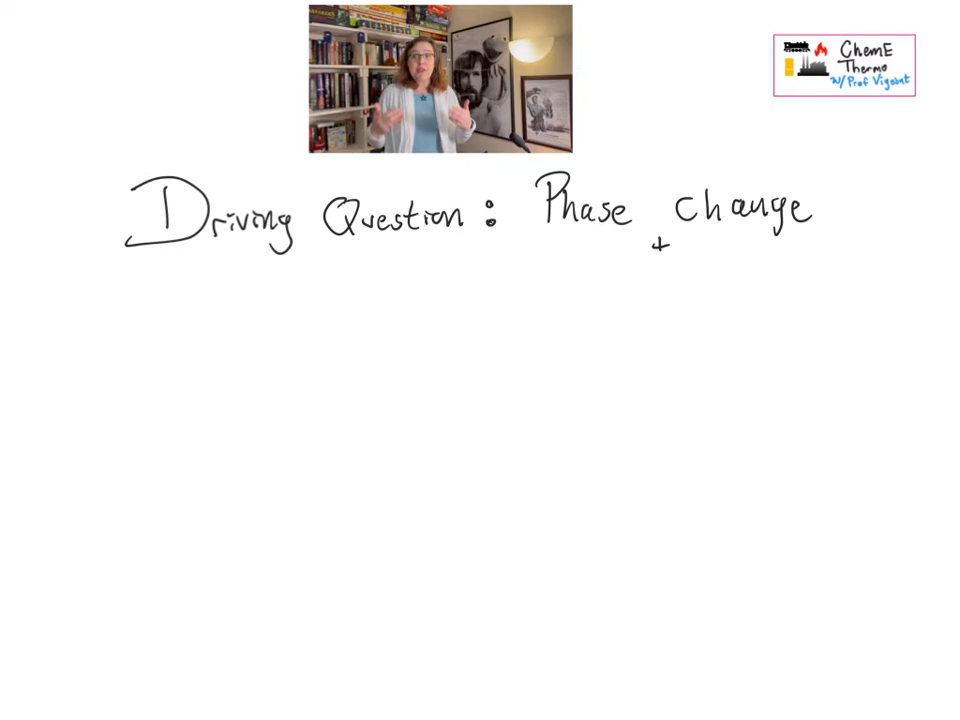 ChemE
Thermo
w/ Prof Vigeant
Driving Question: Phase change
+